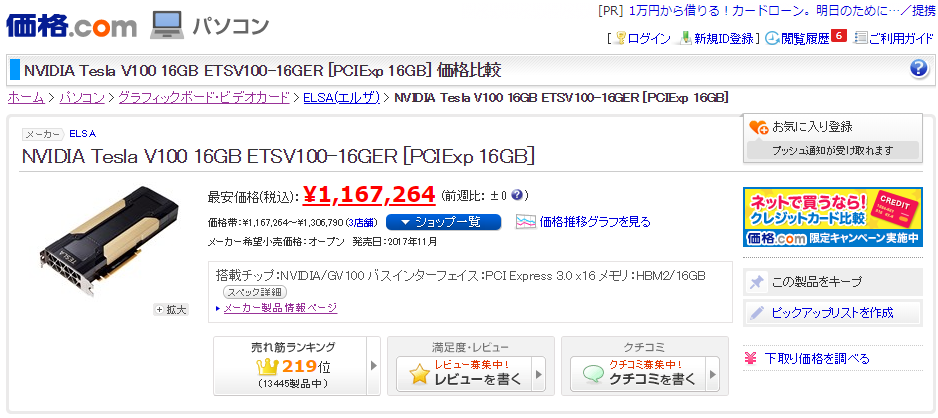 [PR] 1万円から借りる！カードローン。明日のために…／提携
価格.com パソコン
[ ログイン 新規ID登録 ] 閲覧履歴 6 ご利用ガイド
NVIDIA Tesla V100 16GB ETSV100-16GER [PCIExp 16GB] 価格比較 ?
ホーム > パソコン > グラフィックボード・ビデオカード > ELSA(エルザ) > NVIDIA Tesla V100 16GB ETSV100-16GER [PCIExp 16GB]
メーカー ELSA
NVIDIA Tesla V100 16GB ETSV100-16GER [PCIExp 16GB]
TESLA
＋拡大
最安価格(税込)：¥1,167,264 (前週比：±0 ?)
価格帯：¥1,167,264～¥1,306,790 (3店舗) ショップ一覧 価格推移グラフを見る
メーカー希望小売価格：オープン 発売日：2017年11月
搭載チップ：NVIDIA/GV100 バスインターフェイス：PCI Express 3.0 x16 メモリ：HBM2/16GB
スペック詳細
メーカー製品情報ページ
売れ筋ランキング
219位
(13445製品中)
満足度・レビュー
レビュー募集中！
レビューを書く
クチコミ
クチコミ募集中！
クチコミを書く
お気に入り登録
プッシュ通知が受け取れます
ネットで買うなら！
クレジットカード比較
CREDIT
価格.com 限定キャンペーン実施中
この製品をキープ
ピックアップリストを作成
¥ 下取り価格を調べる